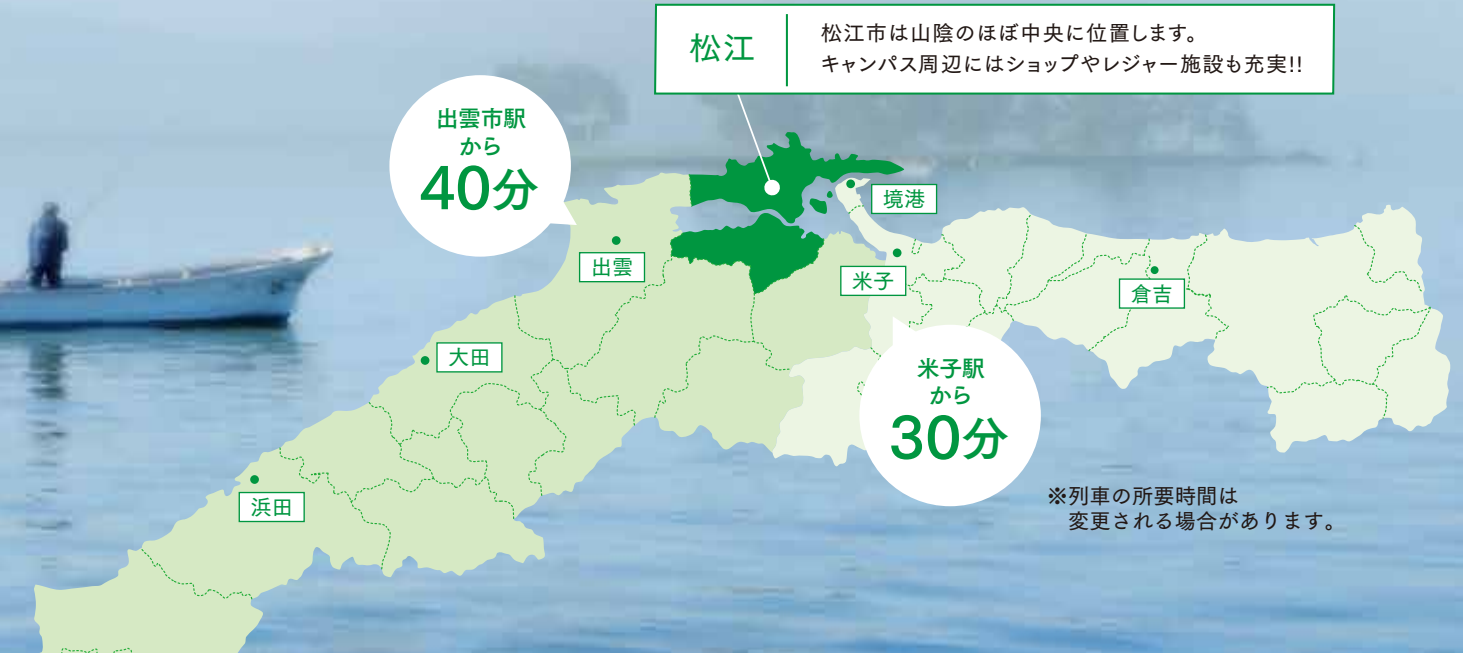 松江
松江市は山陰のほぼ中央に位置します。
キャンパス周辺にはショップやレジャー施設も充実!!
出雲市駅
から
40分
境港
出雲
米子
倉吉
大田
米子駅
から
30分
浜田
※列車の所要時間は
変更される場合があります。